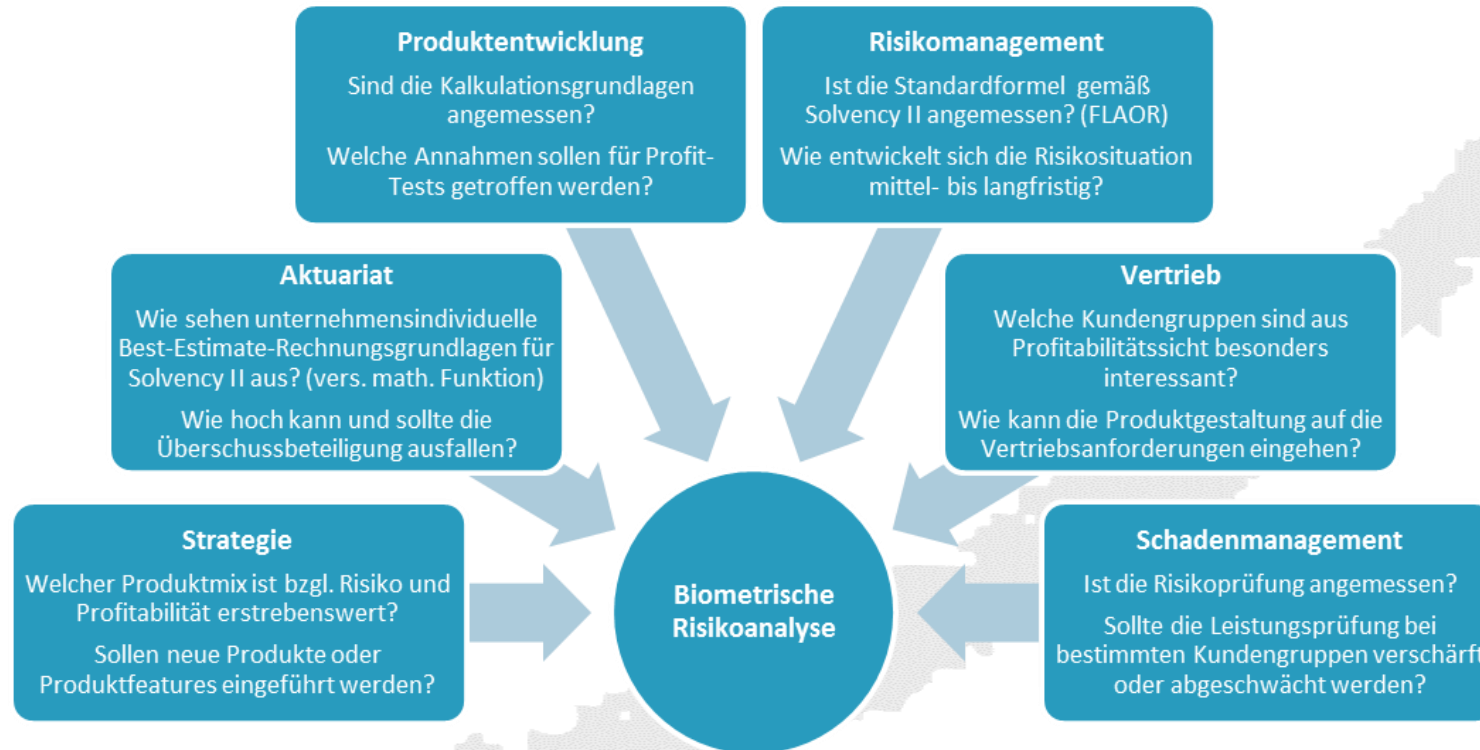 Produktentwicklung
Sind die Kalkulationsgrundlagen
angemessen?
Welche Annahmen sollen für Profit-
Tests getroffen werden?
Risikomanagement
Ist die Standardformel gemäß
Solvency II angemessen? (FLAOR)
Wie entwickelt sich die Risikosituation
mittel- bis langfristig?
Aktuariat
Wie sehen unternehmensindividuelle
Best-Estimate-Rechnungsgrundlagen für
Solvency II aus? (vers. math. Funktion)
Wie hoch kann und sollte die
Überschussbeteiligung ausfallen?
Vertrieb
Welche Kundengruppen sind aus
Profitabilitätssicht besonders
interessant?
Wie kann die Produktgestaltung auf die
Vertriebsanforderungen eingehen?
Strategie
Welcher Produktmix ist bzgl. Risiko und
Profitabilität erstrebenswert?
Sollen neue Produkte oder
Produktfeatures eingeführt werden?
Biometrische
Risikoanalyse
Schadenmanagement
Ist die Risikoprüfung angemessen?
Sollte die Leistungsprüfung bei
bestimmten Kundengruppen verschärft
oder abgeschwächt werden?